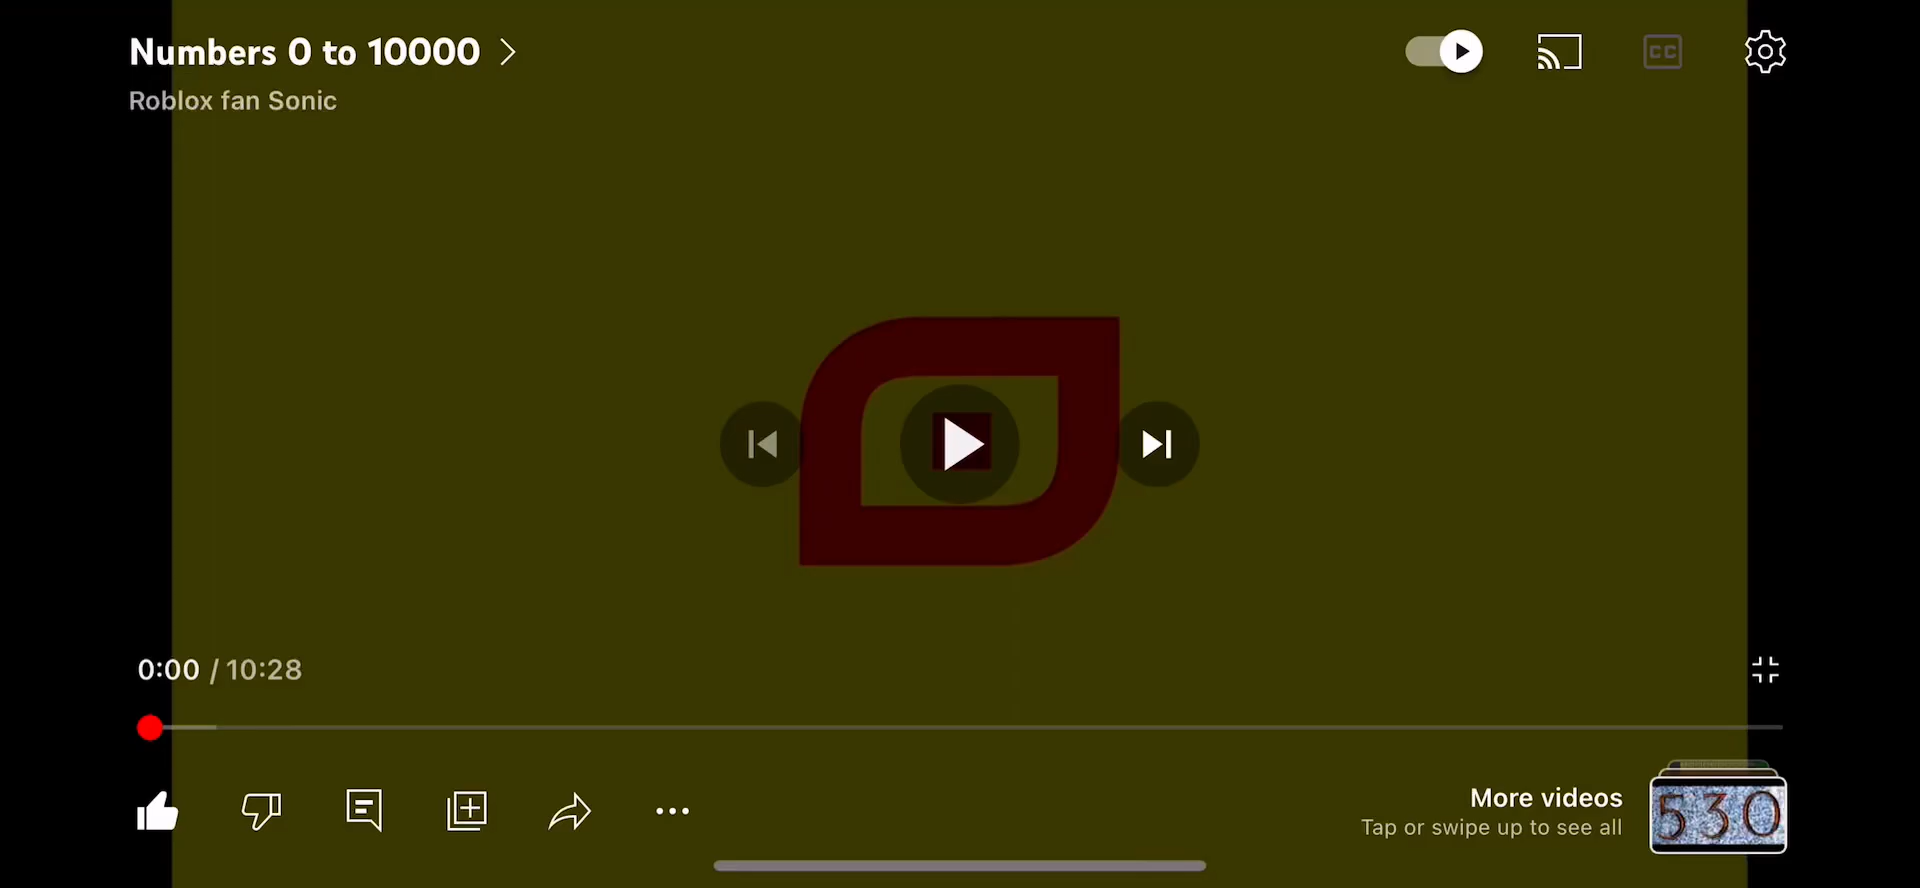 Numbers 0 to 10000
Roblox fan Sonic
CC
0:00 / 10:28
More videos
Tap or swipe up to see all
530